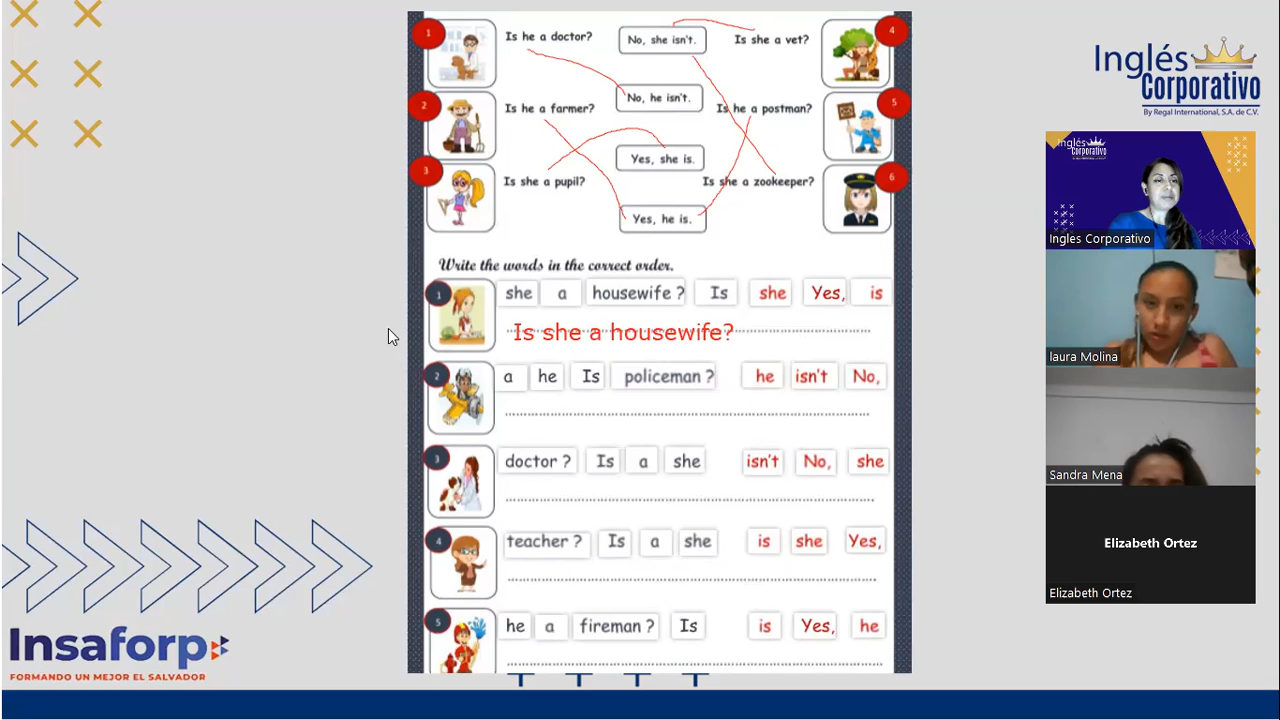 1 Is he a doctor? No, she isn't. Is she a vet? 4
No, he isn't.
2 Is he a farmer? Is he a postman? 5
Yes, she is.
3 Is she a pupil? Is she a zookeeper? 6
Yes, he is.
Write the words in the correct order.
1 she a housewife ? Is she Yes, is
Is she a housewife?
2 a he Is policeman ? he isn't No,
3 doctor ? Is a she isn't No, she
4 teacher ? Is a she is she Yes,
5 he a fireman ? Is is Yes, he
Insaforp
FORMANDO UN MEJOR EL SALVADOR
Inglés
Corporativo
By Regal International, S.A. de C.V.
Inglés
Corporativo
Ingles Corporativo
laura Molina
Sandra Mena
Elizabeth Ortez
Elizabeth Ortez